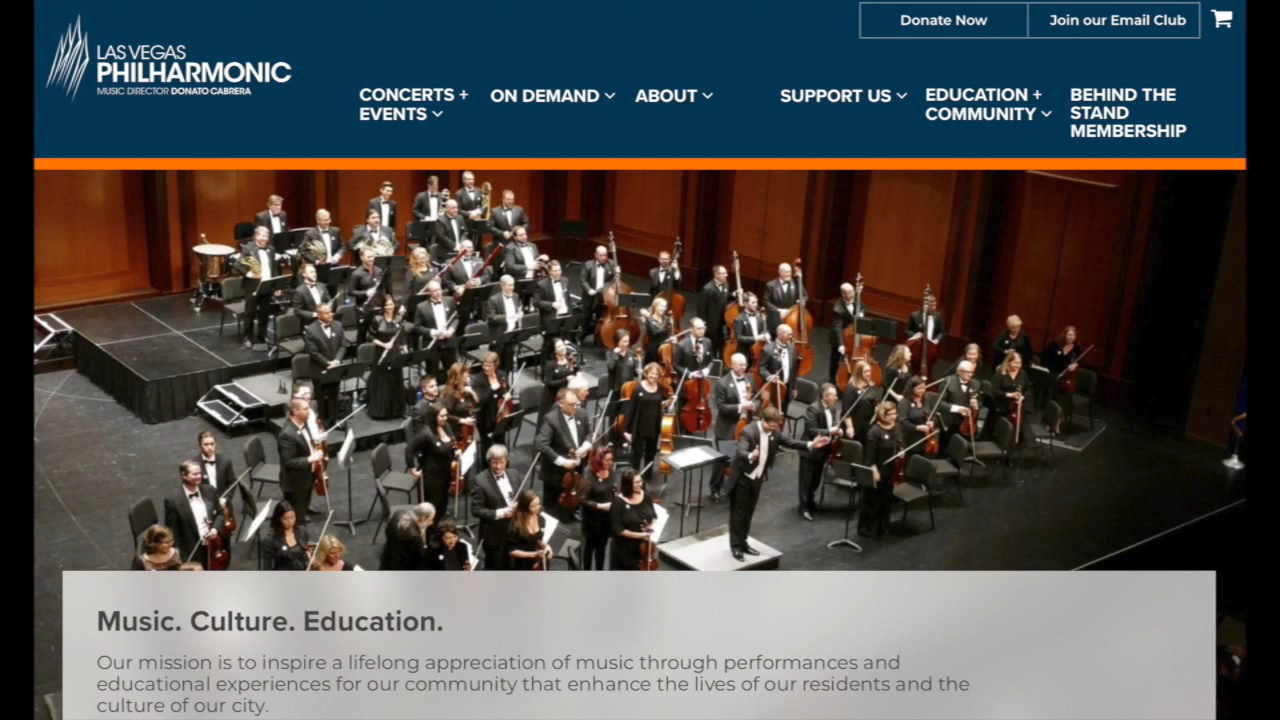 Donate Now
Join our Email Club
LAS VEGAS
PHILHARMONIC
MUSIC DIRECTOR DONATO CABRERA
CONCERTS +
EVENTS
ON DEMAND
ABOUT
SUPPORT US
EDUCATION +
COMMUNITY
BEHIND THE
STAND
MEMBERSHIP
Music. Culture. Education.
Our mission is to inspire a lifelong appreciation of music through performances and
educational experiences for our community that enhance the lives of our residents and the
culture of our city.